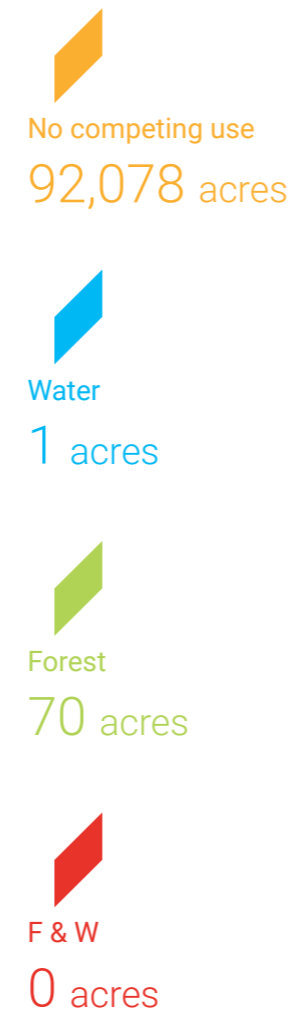 No competing use
92,078 acres
Water
1 acres
Forest
70 acres
F & W
0 acres